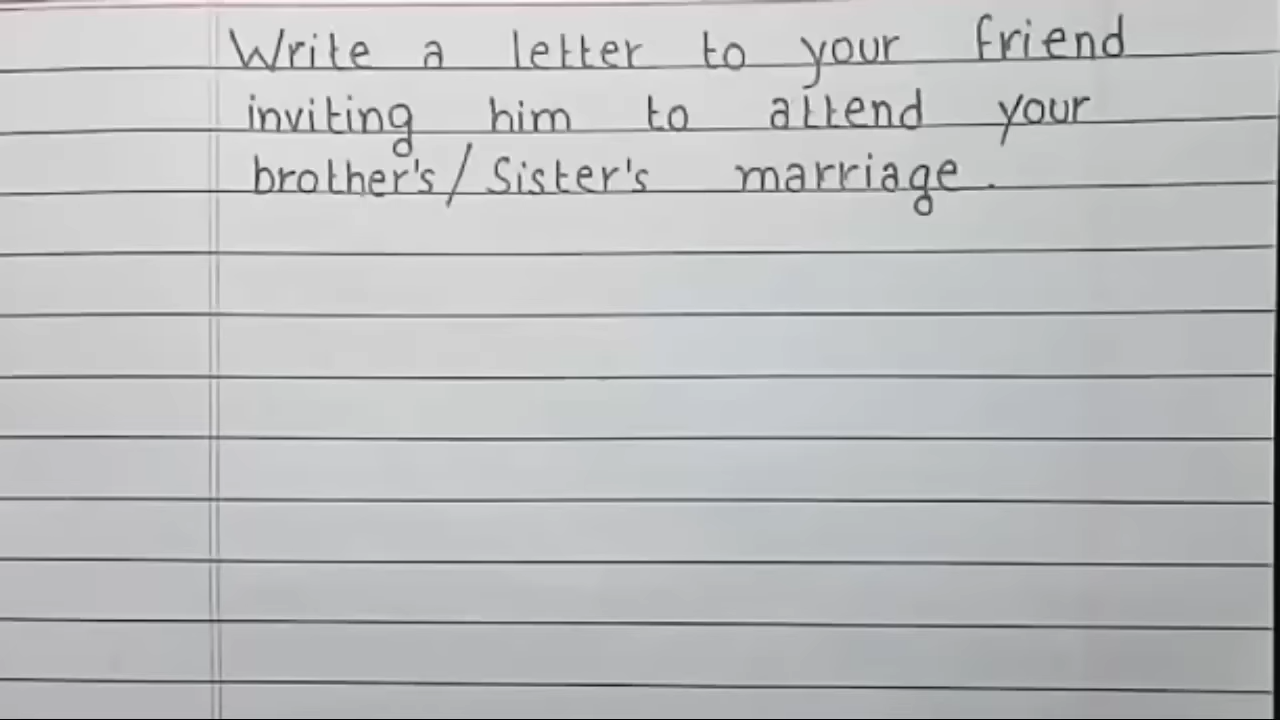 Write a letter to your friend
inviting him to attend your
brother's/Sister's marriage.